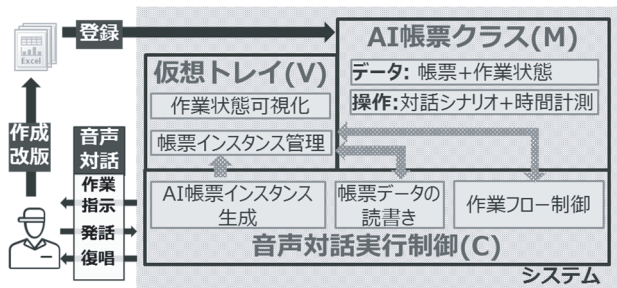 登録
Excel
作成
改版
音声
対話
作業
指示
発話
復唱
AI帳票クラス(M)
データ: 帳票+作業状態
操作:対話シナリオ+時間計測
仮想トレイ(V)
作業状態可視化
帳票インスタンス管理
AI帳票インスタンス
生成
帳票データの
読書き
作業フロー制御
音声対話実行制御(C)
システム